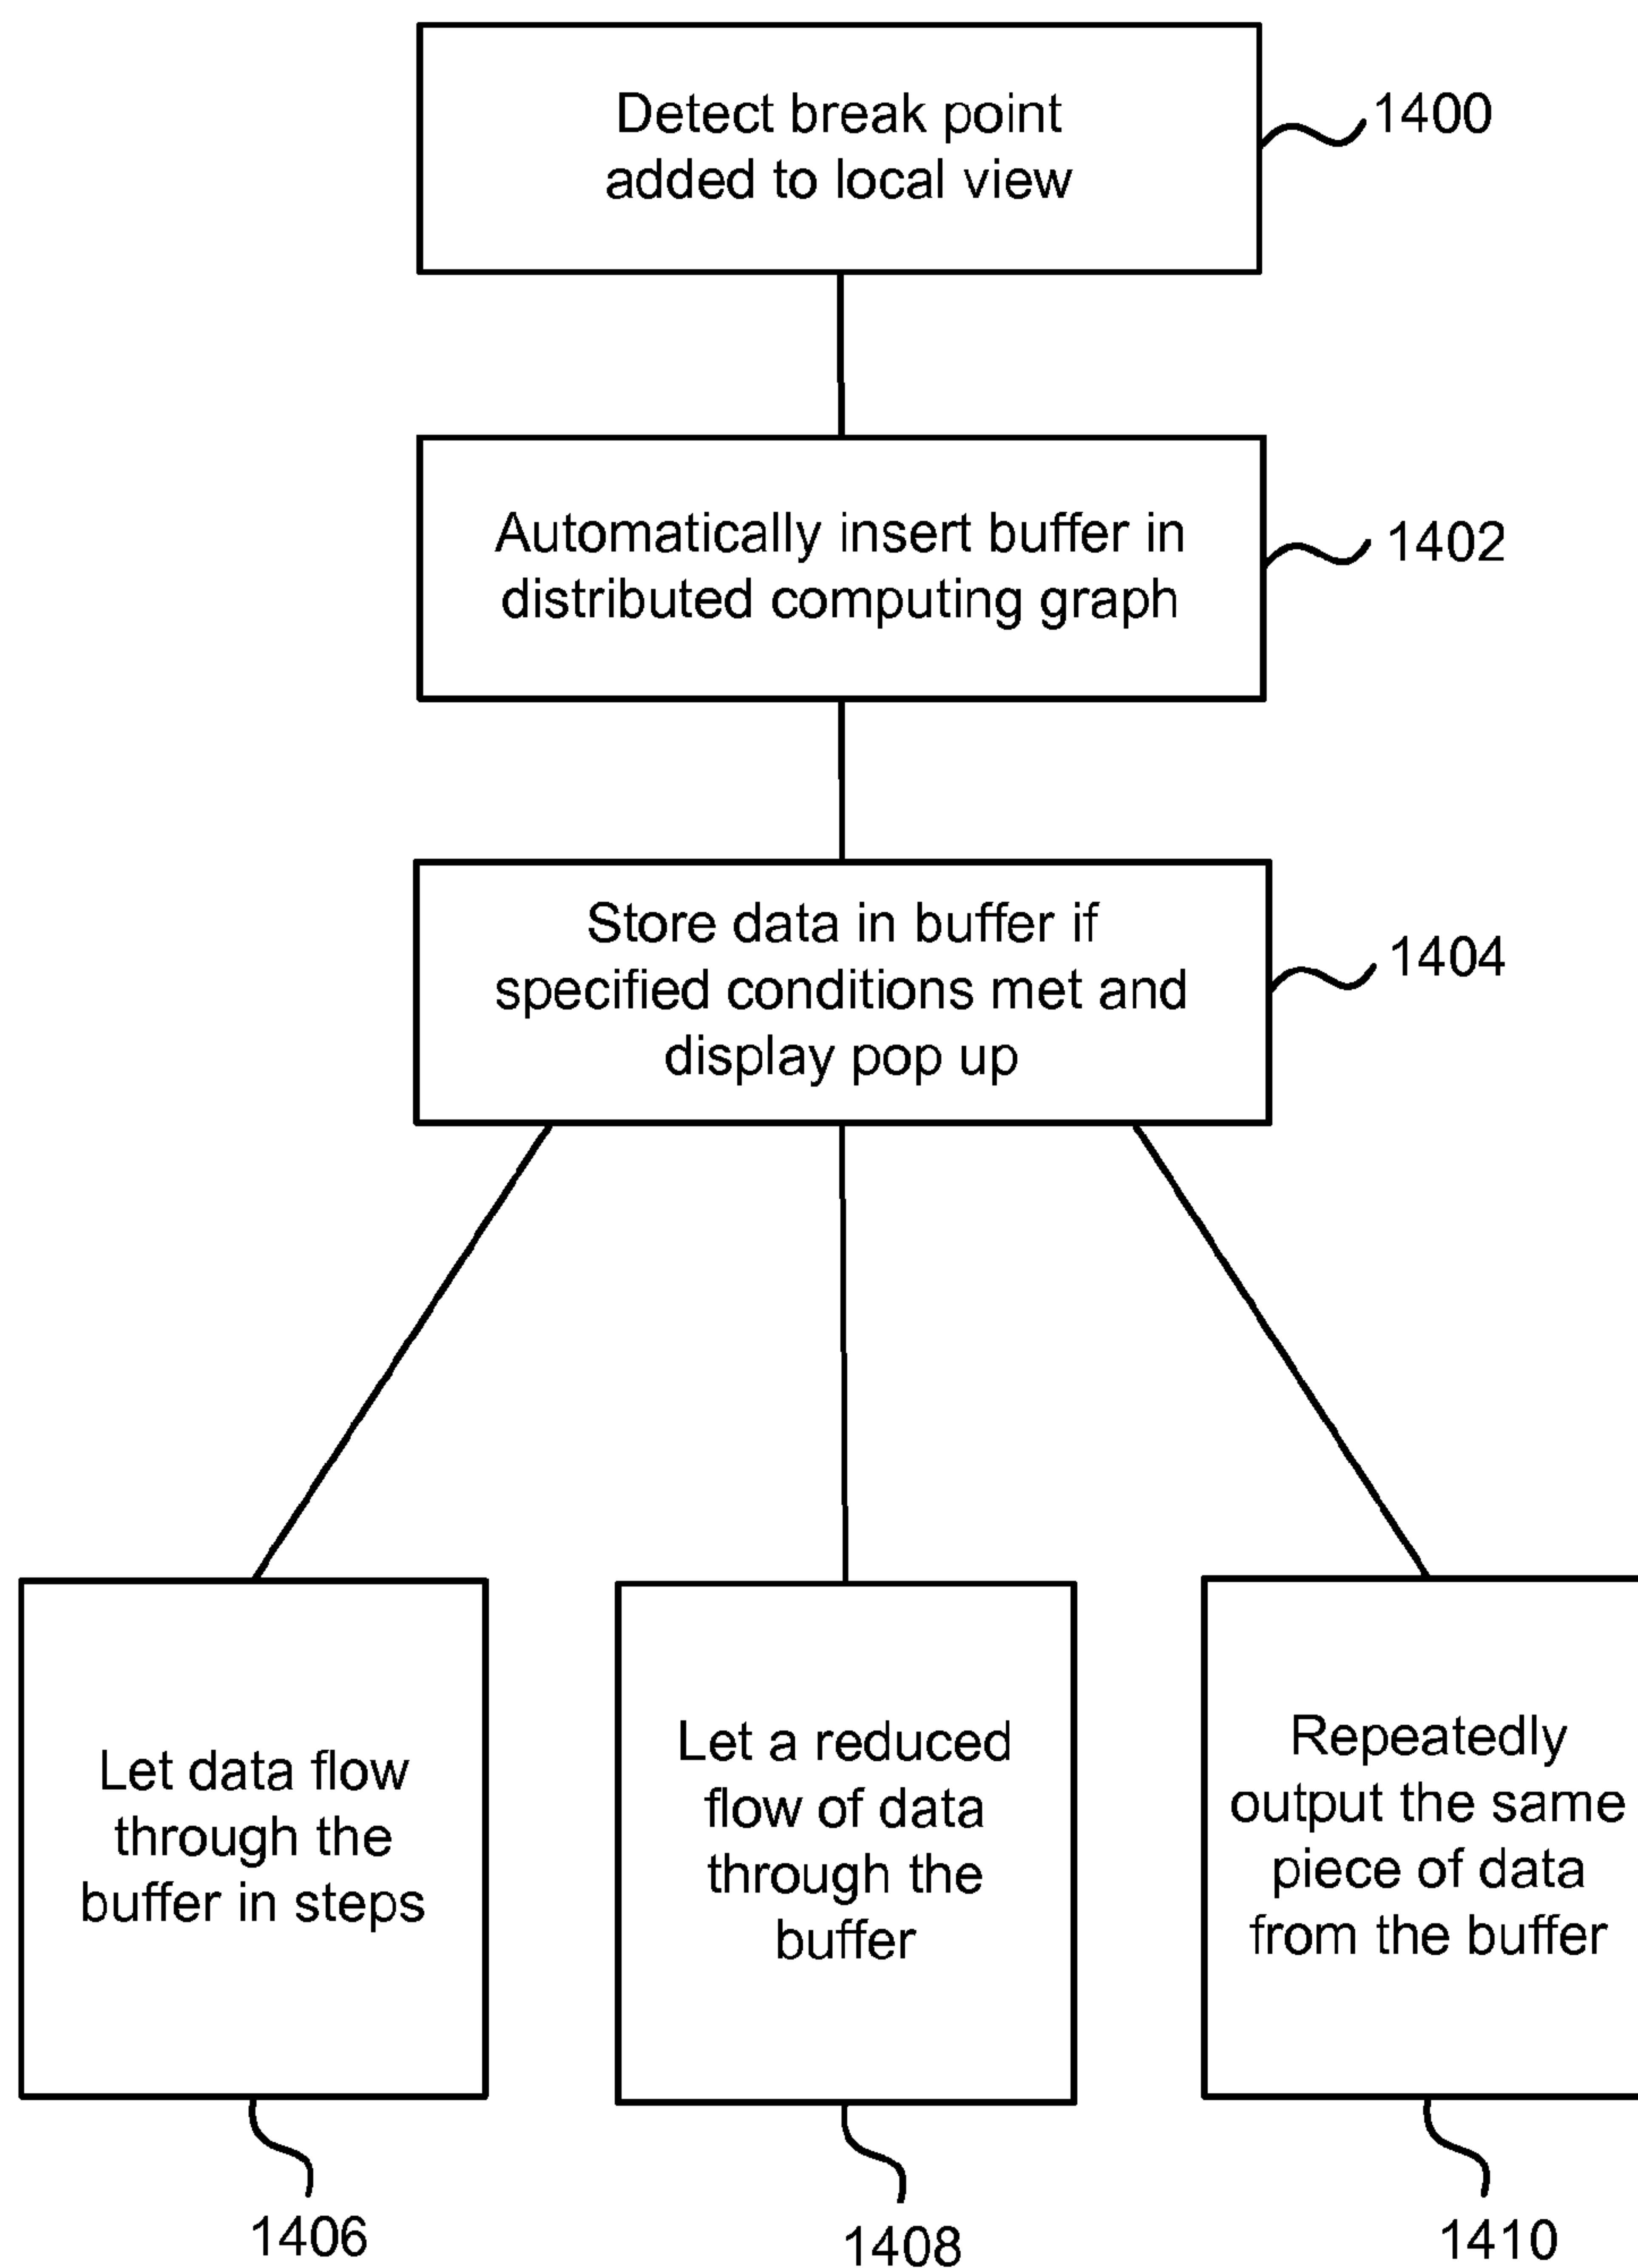 Detect break point
added to local view
1400
Automatically insert buffer in
distributed computing graph
1402
Store data in buffer if
specified conditions met and
display pop up
1404
Let data flow
through the
buffer in steps
1406
Let a reduced
flow of data
through the
buffer
1408
Repeatedly
output the same
piece of data
from the buffer
1410